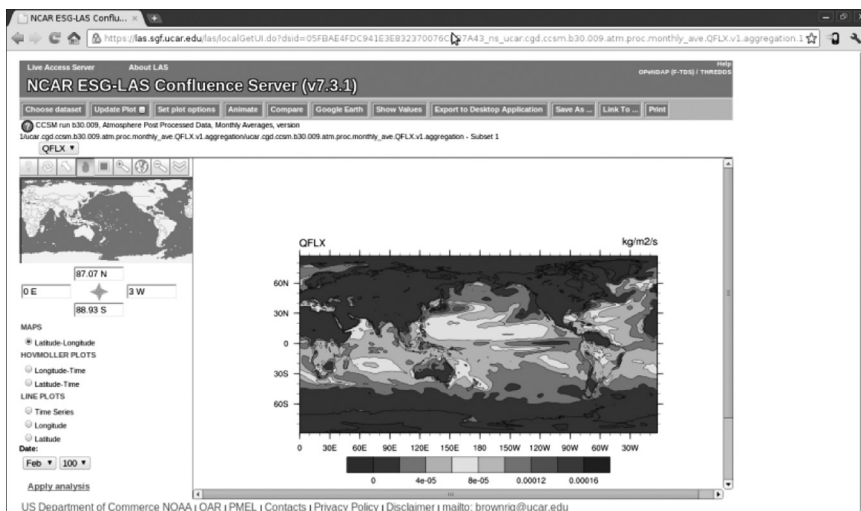 NCAR ESG-LAS Conflu...
https://las.sgf.ucar.edu/las/localGetUI.do?dsid=05FBAE4FDC941E3E832370076C 87A43_ns_ucar.cgd.ccsm.b30.009.atm.proc.monthly_ave.QFLX.v1.aggregation.1
Live Access Server About LAS Help
OPeNDAP (F-TDS) / THREDDS
NCAR ESG-LAS Confluence Server (v7.3.1)
Choose dataset Update Plot Set plot options Animate Compare Google Earth Show Values Export to Desktop Application Save As ... Link To ... Print
CCSM run b30.009, Atmosphere Post Processed Data, Monthly Averages, version
1/ucar.cgd.ccsm.b30.009.atm.proc.monthly_ave.QFLX.v1.aggregation/ucar.cgd.ccsm.b30.009.atm.proc.monthly_ave.QFLX.v1.aggregation - Subset 1
QFLX
87.07 N
0 E 3 W
88.93 S
MAPS
Latitude-Longitude
HOVMOLLER PLOTS
Longitude-Time
Latitude-Time
LINE PLOTS
Time Series
Longitude
Latitude
Date:
Feb 100
Apply analysis
QFLX kg/m2/s
60N
30N
0
30S
60S
0 30E 60E 90E 120E 150E 180 150W 120W 90W 60W 30W
0 4e-05 8e-05 0.00012 0.00016
US Department of Commerce NOAA | OAR | PMEL | Contacts | Privacy Policy | Disclaimer | mailto: brownrig@ucar.edu